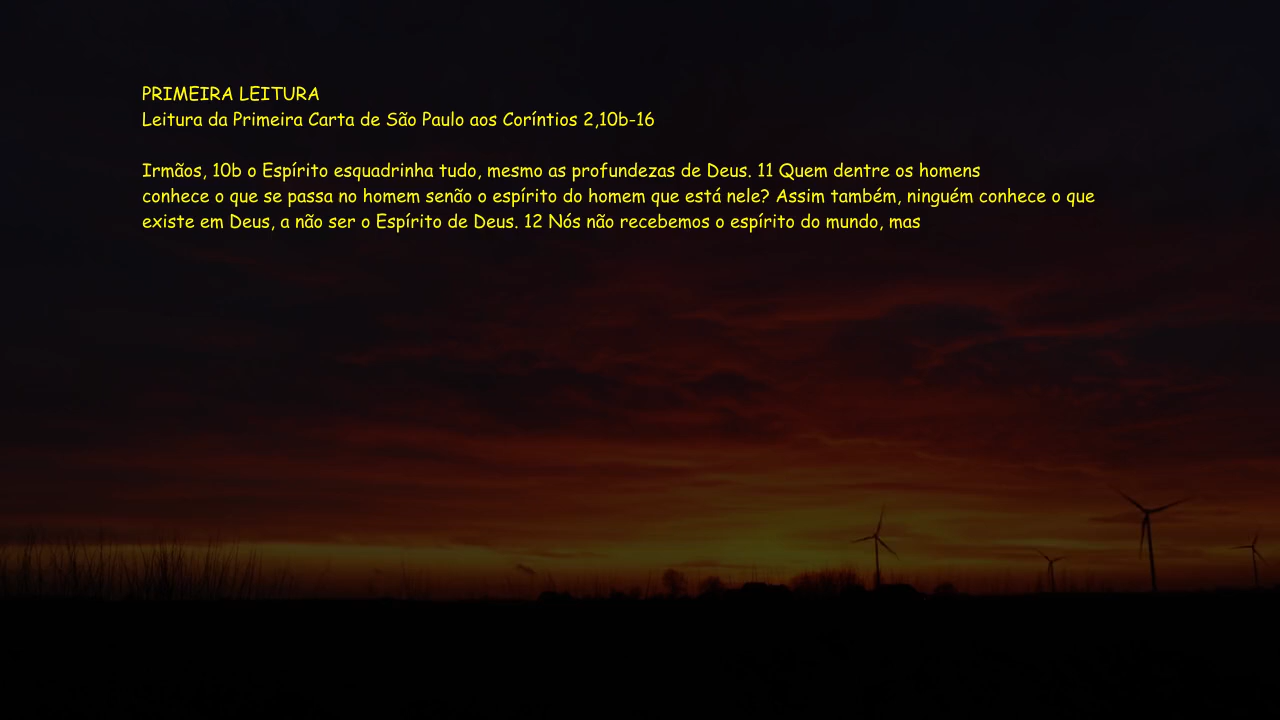 PRIMEIRA LEITURA
Leitura da Primeira Carta de São Paulo aos Coríntios 2,10b-16
Irmãos, 10b o Espírito esquadrinha tudo, mesmo as profundezas de Deus. 11 Quem dentre os homens
conhece o que se passa no homem senão o espírito do homem que está nele? Assim também, ninguém conhece o que
existe em Deus, a não ser o Espírito de Deus. 12 Nós não recebemos o espírito do mundo, mas